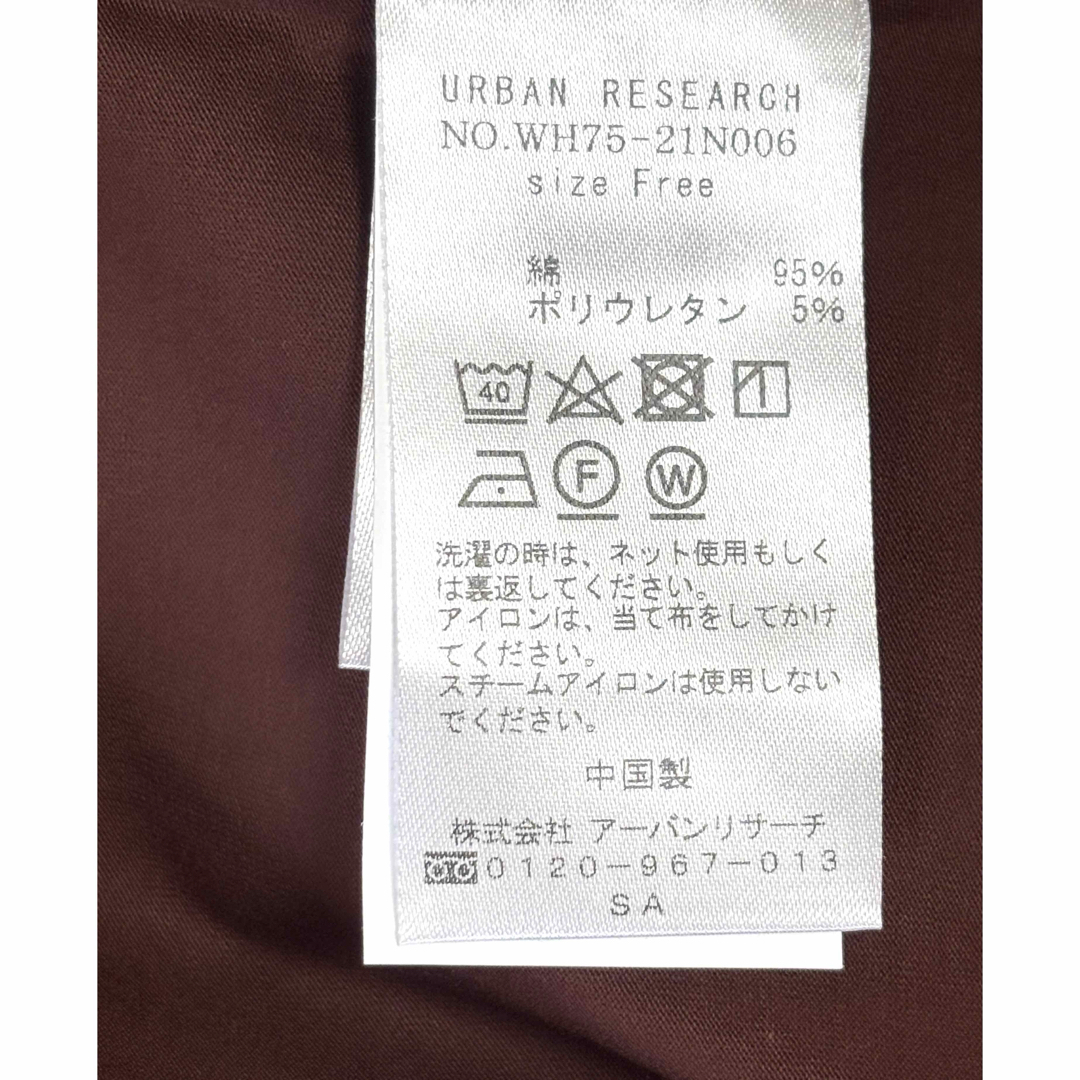 URBAN RESEARCH
NO.WH75-21N006
size Free
綿 95%
ポリウレタン 5%
40
F W
洗濯の時は、ネット使用もしく
は裏返してください。
アイロンは、当て布をしてかけ
てください。
スチームアイロンは使用しない
でください。
中国製
株式会社 アーバンリサーチ
0120-967-013
SA